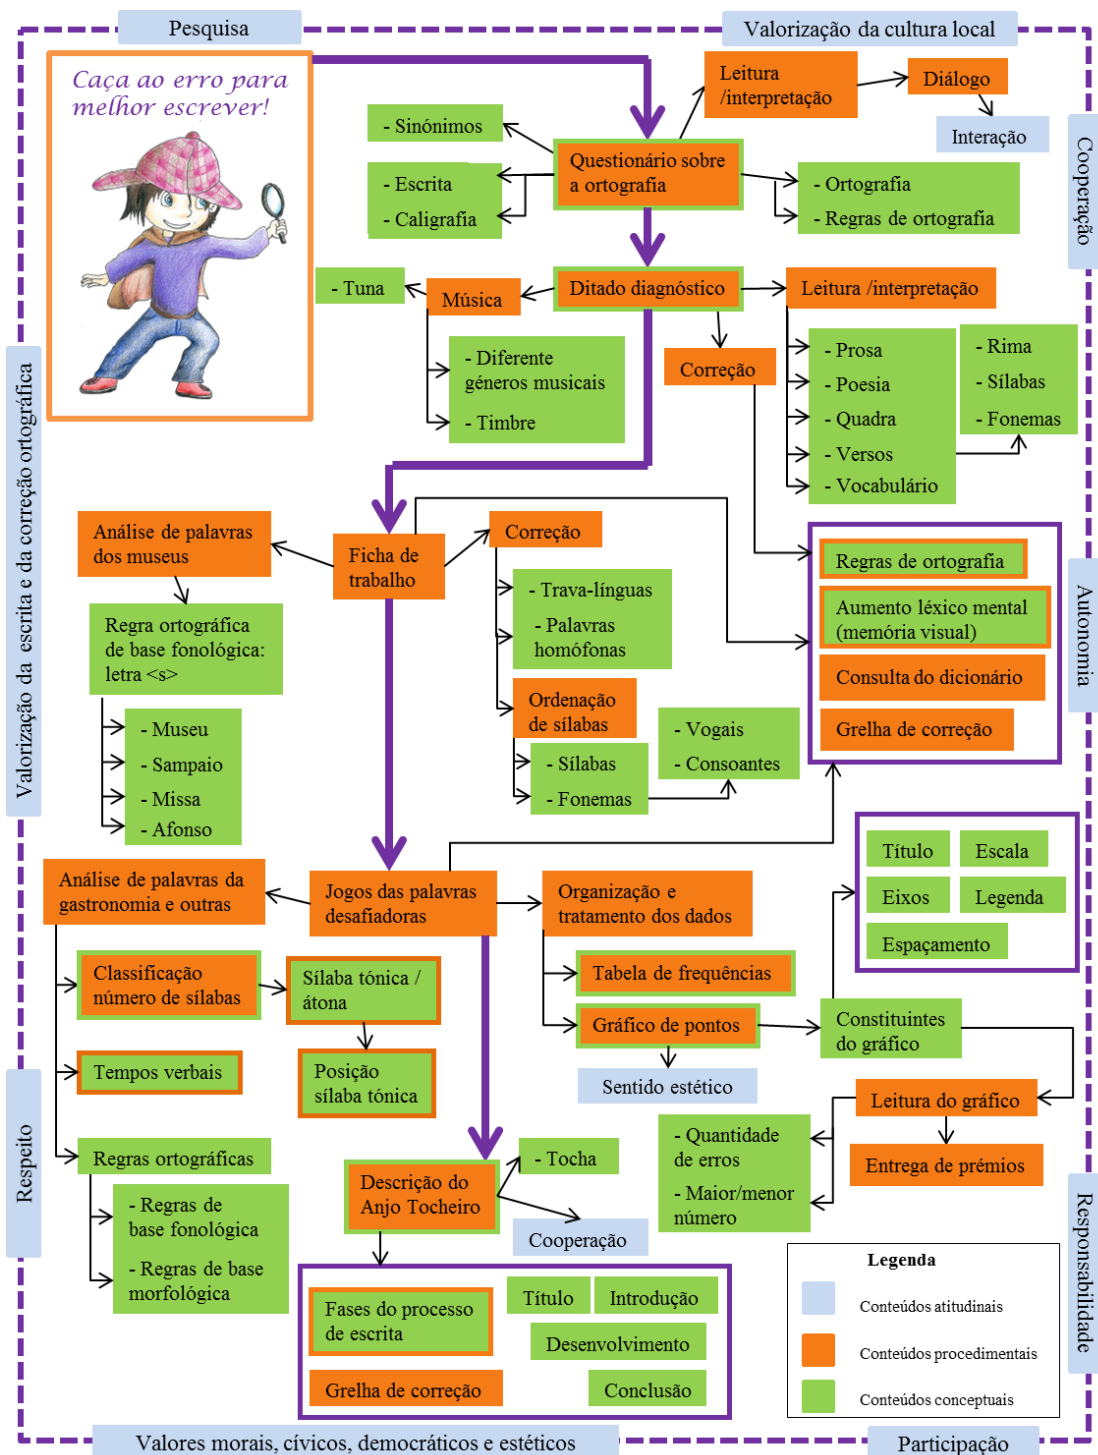 Pesquisa
Valorização da cultura local
Caça ao erro para
melhor escrever!
Leitura
/interpretação
Diálogo
Interação
- Sinónimos
- Escrita
- Caligrafia
Questionário sobre
a ortografia
- Ortografia
- Regras de ortografia
Cooperação
- Tuna
Música
Ditado diagnóstico
Leitura /interpretação
- Diferente
géneros musicais
- Timbre
Correção
- Prosa
- Poesia
- Quadra
- Versos
- Vocabulário
- Rima
- Sílabas
- Fonemas
Valorização da escrita e da correção ortográfica
Análise de palavras
dos museus
Ficha de
trabalho
Correção
Regra ortográfica
de base fonológica:
letra <s>
- Museu
- Sampaio
- Missa
- Afonso
- Trava-línguas
- Palavras
homófonas
Ordenação
de sílabas
- Sílabas
- Fonemas
- Vogais
- Consoantes
Regras de ortografia
Aumento léxico mental
(memória visual)
Consulta do dicionário
Grelha de correção
Autonomia
Análise de palavras da
gastronomia e outras
Jogos das palavras
desafiadoras
Organização e
tratamento dos dados
Título
Escala
Eixos
Legenda
Espaçamento
Classificação
número de sílabas
Sílaba tónica /
átona
Tabela de frequências
Gráfico de pontos
Constituintes
do gráfico
Tempos verbais
Posição
sílaba tónica
Sentido estético
Leitura do gráfico
- Quantidade
de erros
- Maior/menor
número
Entrega de prémios
Respeito
Regras ortográficas
- Regras de
base fonológica
- Regras de base
morfológica
Descrição do
Anjo Tocheiro
- Tocha
Cooperação
Fases do processo
de escrita
Grelha de correção
Título
Introdução
Desenvolvimento
Conclusão
Responsabilidade
Legenda
Conteúdos atitudinais
Conteúdos procedimentais
Conteúdos conceptuais
Valores morais, cívicos, democráticos e estéticos
Participação